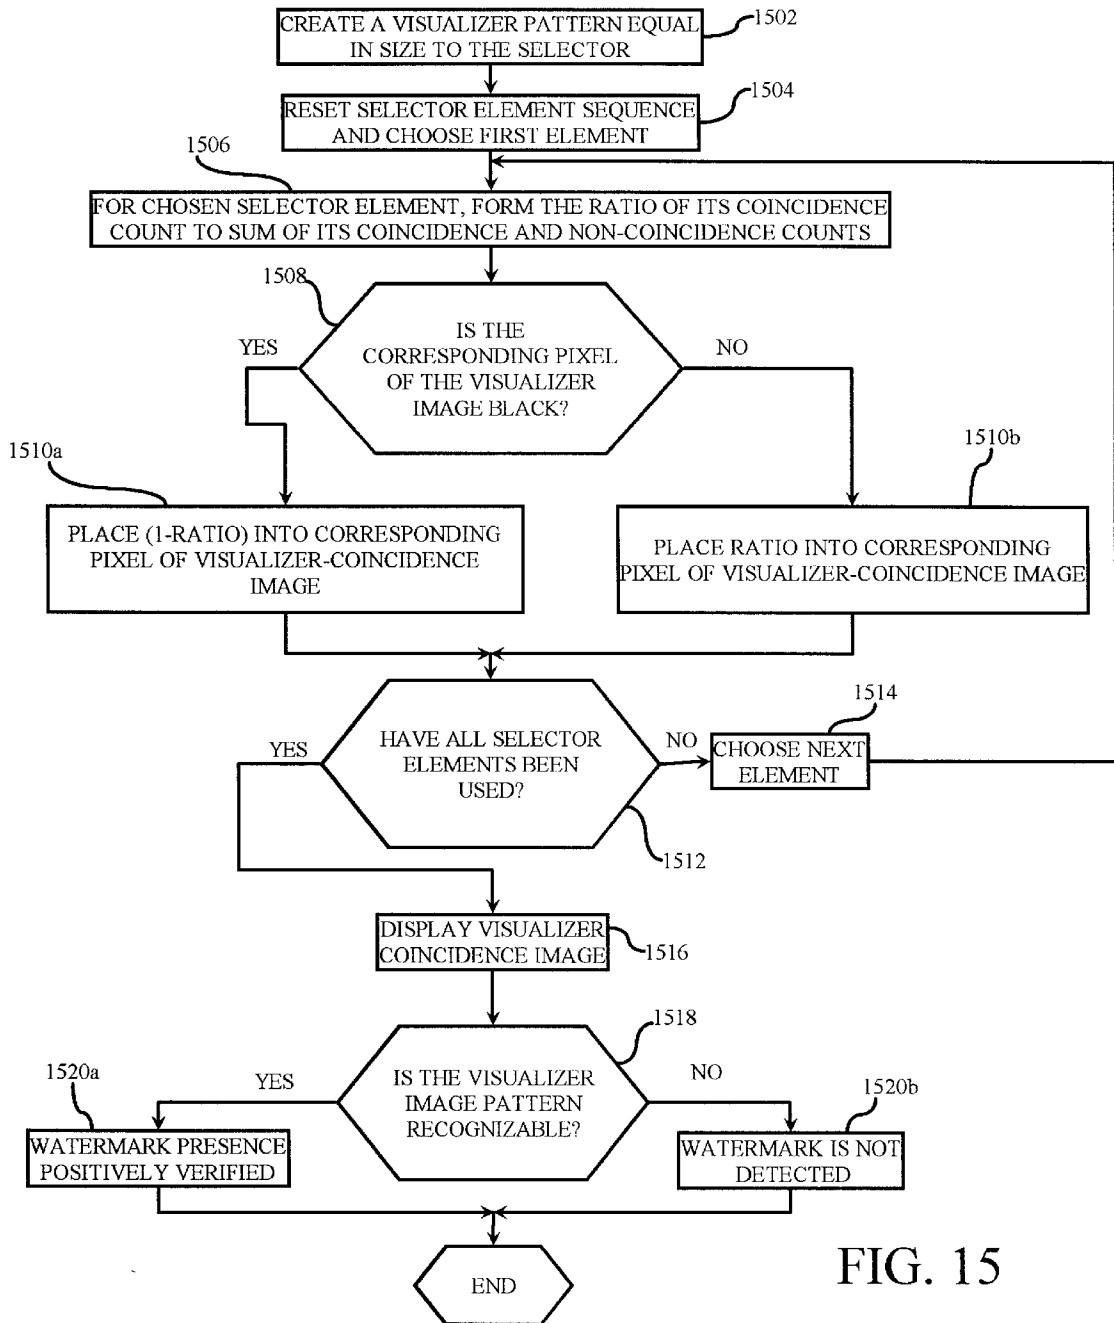 CREATE A VISUALIZER PATTERN EQUAL
IN SIZE TO THE SELECTOR
1502
RESET SELECTOR ELEMENT SEQUENCE
AND CHOOSE FIRST ELEMENT
1504
1506
FOR CHOSEN SELECTOR ELEMENT, FORM THE RATIO OF ITS COINCIDENCE
COUNT TO SUM OF ITS COINCIDENCE AND NON-COINCIDENCE COUNTS
1508
IS THE
CORRESPONDING PIXEL
OF THE VISUALIZER
IMAGE BLACK?
YES
NO
1510a
1510b
PLACE (1-RATIO) INTO CORRESPONDING
PIXEL OF VISUALIZER-COINCIDENCE
IMAGE
PLACE RATIO INTO CORRESPONDING
PIXEL OF VISUALIZER-COINCIDENCE IMAGE
HAVE ALL SELECTOR
ELEMENTS BEEN
USED?
YES
NO
1512
1514
CHOOSE NEXT
ELEMENT
DISPLAY VISUALIZER
COINCIDENCE IMAGE
1516
1518
IS THE VISUALIZER
IMAGE PATTERN
RECOGNIZABLE?
YES
NO
1520a
1520b
WATERMARK PRESENCE
POSITIVELY VERIFIED
WATERMARK IS NOT
DETECTED
END
FIG. 15